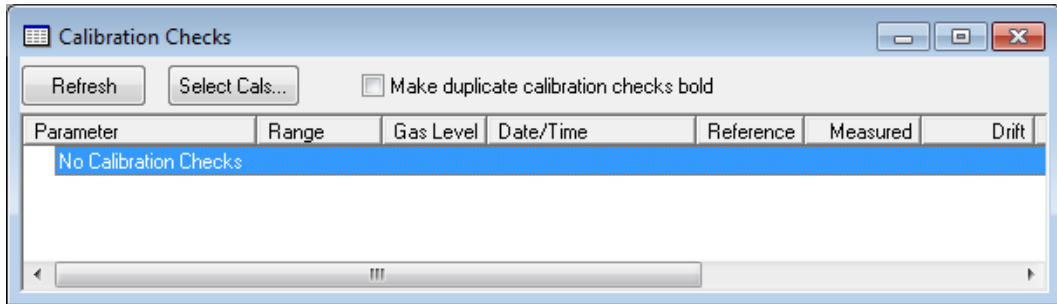 Calibration Checks
Refresh Select Cals... Make duplicate calibration checks bold
Parameter Range Gas Level Date/Time Reference Measured Drift
No Calibration Checks